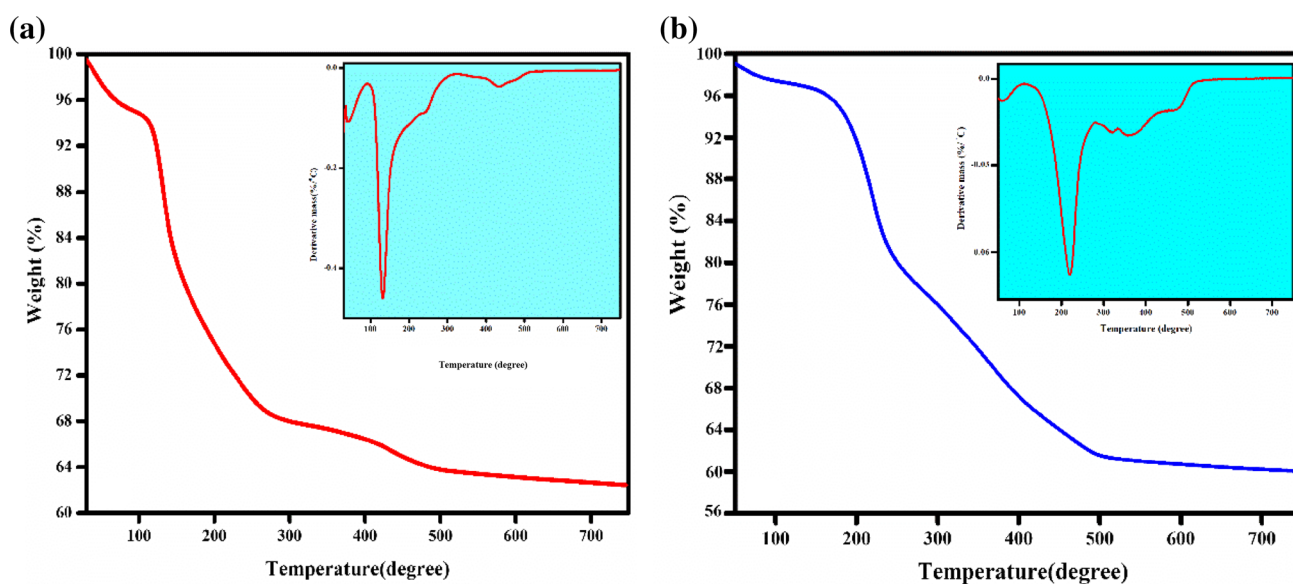 (a)
100
96
92
88
84
80
76
72
68
64
60
Weight (%)
100 200 300 400 500 600 700
Temperature(degree)
0.0
-0.2
-0.4
Derivative mass(%/°C)
100 200 300 400 500 600 700
Temperature (degree)
(b)
100
96
92
88
84
80
76
72
68
64
60
56
Weight (%)
100 200 300 400 500 600 700
Temperature(degree)
0.0
-0.03
0.06
Derivative mass (%/°C)
100 200 300 400 500 600 700
Temperature (degree)